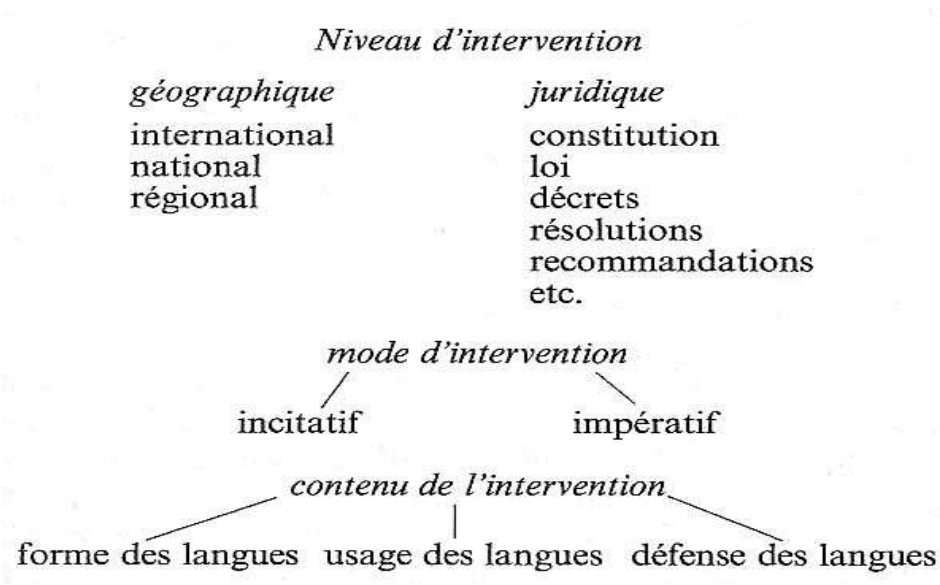 Niveau d'intervention
géographique
international
national
régional
juridique
constitution
loi
décrets
résolutions
recommandations
etc.
mode d'intervention
incitatif impératif
contenu de l'intervention
forme des langues usage des langues défense des langues